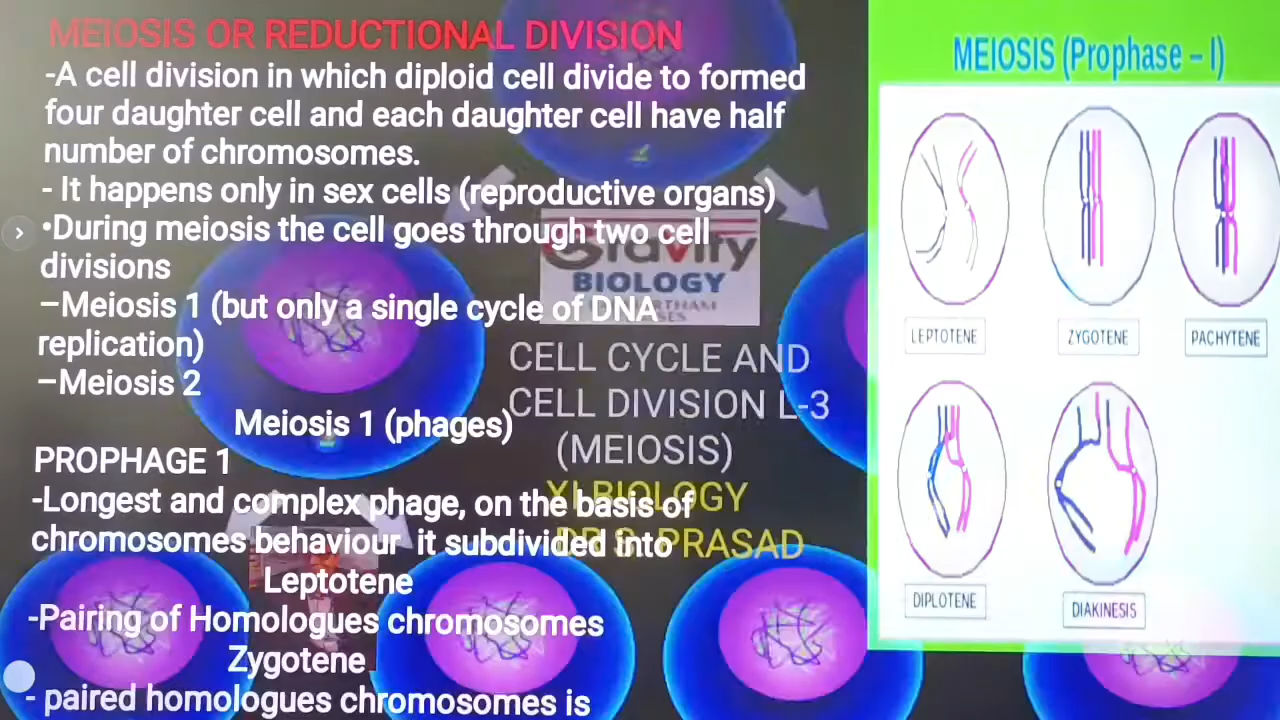 MEIOSIS OR REDUCTIONAL DIVISION
-A cell division in which diploid cell divide to formed
four daughter cell and each daughter cell have half
number of chromosomes.
- It happens only in sex cells (reproductive organs)
•During meiosis the cell goes through two cell
divisions
–Meiosis 1 (but only a single cycle of DNA
replication)
–Meiosis 2
Meiosis 1 (phages)
PROPHAGE 1
-Longest and complex phage, on the basis of
chromosomes behaviour it subdivided into
Leptotene
-Pairing of Homologues chromosomes
Zygotene
- paired homologues chromosomes is
Gravity
BIOLOGY
CELL CYCLE AND
CELL DIVISION L-3
(MEIOSIS)
XI BIOLOGY
DR S. PRASAD
MEIOSIS (Prophase – I)
LEPTOTENE
ZYGOTENE
PACHYTENE
DIPLOTENE
DIAKINESIS